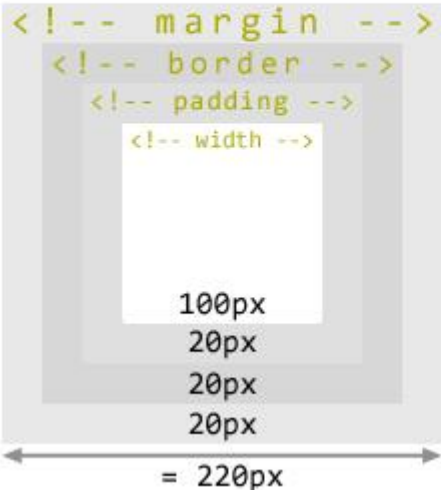 <!-- margin -->
<!-- border -->
<!-- padding -->
<!-- width -->
100px
20px
20px
20px
= 220px